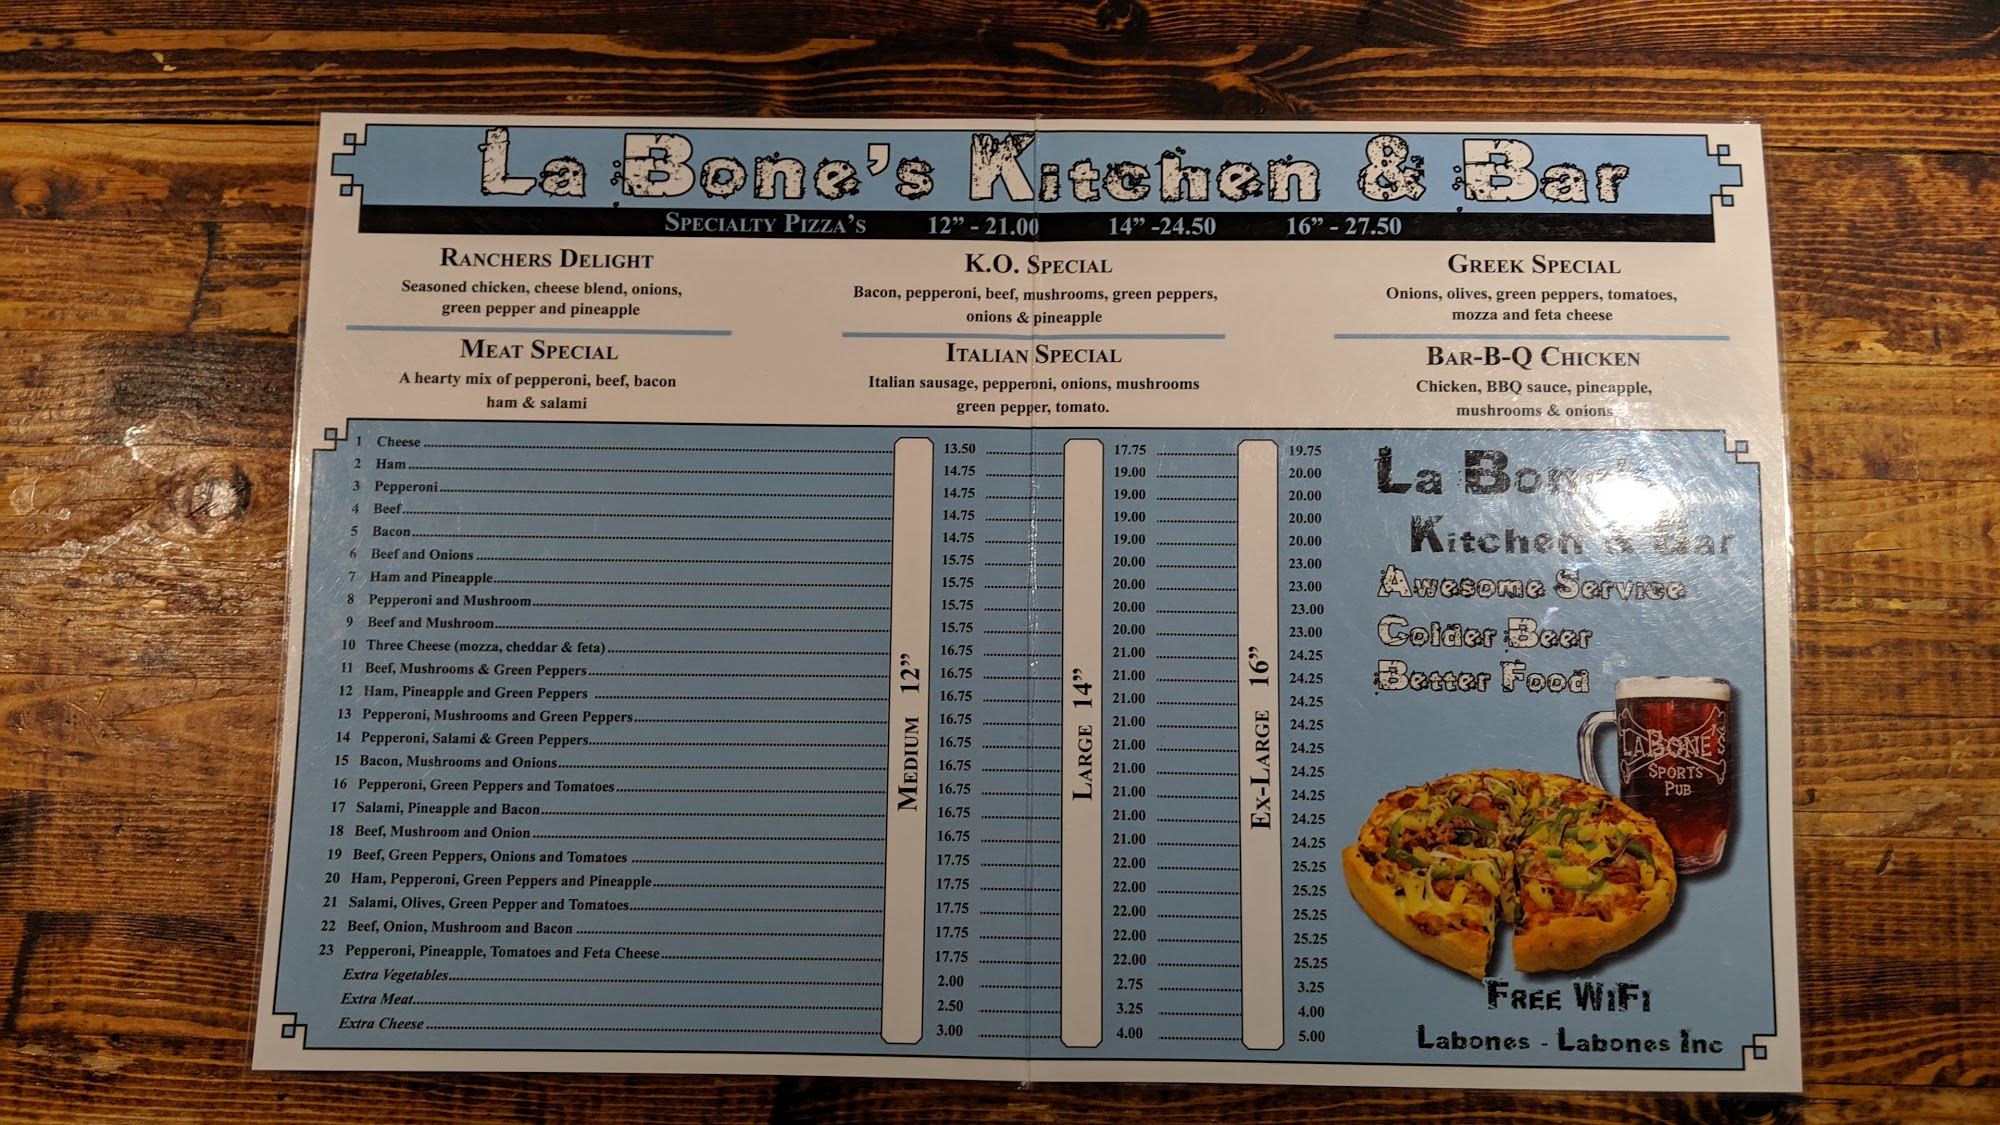 La Bone's Kitchen & Bar
Specialty Pizza's 12” - 21.00 14” -24.50 16” - 27.50
Ranchers Delight
Seasoned chicken, cheese blend, onions,
green pepper and pineapple
K.O. Special
Bacon, pepperoni, beef, mushrooms, green peppers,
onions & pineapple
Greek Special
Onions, olives, green peppers, tomatoes,
mozza and feta cheese
Meat Special
A hearty mix of pepperoni, beef, bacon
ham & salami
Italian Special
Italian sausage, pepperoni, onions, mushrooms
green pepper, tomato.
Bar-B-Q Chicken
Chicken, BBQ sauce, pineapple,
mushrooms & onions
Medium 12” Large 14” Ex-Large 16”
1 Cheese 13.50 17.75 19.75
2 Ham 14.75 19.00 20.00
3 Pepperoni 14.75 19.00 20.00
4 Beef 14.75 19.00 20.00
5 Bacon 14.75 19.00 20.00
6 Beef and Onions 15.75 20.00 23.00
7 Ham and Pineapple 15.75 20.00 23.00
8 Pepperoni and Mushroom 15.75 20.00 23.00
9 Beef and Mushroom 15.75 20.00 23.00
10 Three Cheese (mozza, cheddar & feta) 16.75 21.00 24.25
11 Beef, Mushrooms & Green Peppers 16.75 21.00 24.25
12 Ham, Pineapple and Green Peppers 16.75 21.00 24.25
13 Pepperoni, Mushrooms and Green Peppers 16.75 21.00 24.25
14 Pepperoni, Salami & Green Peppers 16.75 21.00 24.25
15 Bacon, Mushrooms and Onions 16.75 21.00 24.25
16 Pepperoni, Green Peppers and Tomatoes 16.75 21.00 24.25
17 Salami, Pineapple and Bacon 16.75 21.00 24.25
18 Beef, Mushroom and Onion 16.75 21.00 24.25
19 Beef, Green Peppers, Onions and Tomatoes 17.75 22.00 25.25
20 Ham, Pepperoni, Green Peppers and Pineapple 17.75 22.00 25.25
21 Salami, Olives, Green Pepper and Tomatoes 17.75 22.00 25.25
22 Beef, Onion, Mushroom and Bacon 17.75 22.00 25.25
23 Pepperoni, Pineapple, Tomatoes and Feta Cheese 17.75 22.00 25.25
Extra Vegetables 2.00 2.75 3.25
Extra Meat 2.50 3.25 4.00
Extra Cheese 3.00 4.00 5.00
La Bone's
Kitchen & Bar
Awesome Service
Colder Beer
Better Food
LaBone's
Sports
Pub
Free WiFi
Labones - Labones Inc